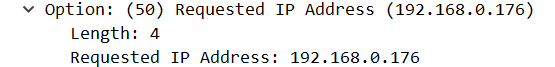 Option: (50) Requested IP Address (192.168.0.176)
Length: 4
Requested IP Address: 192.168.0.176